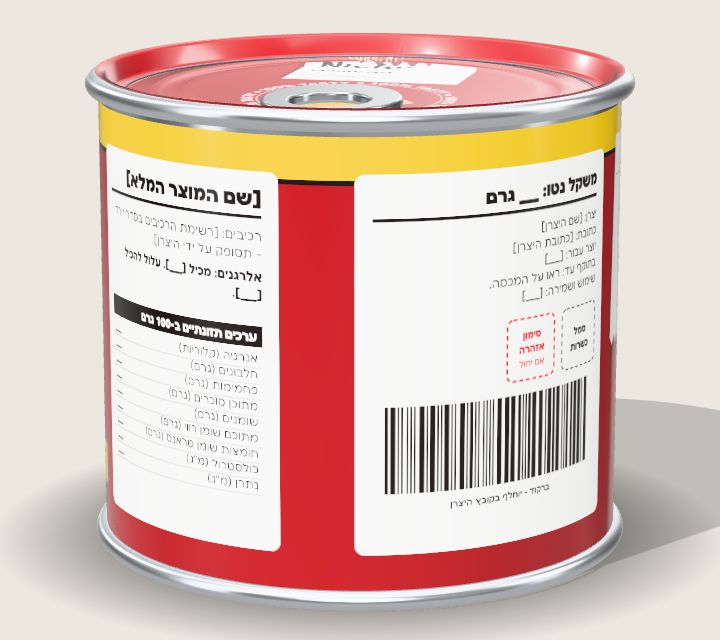 [שם המוצר המלא]
רכיבים: [רשימת הרכיבים בסדר יורד
- תסופק על ידי היצרן]
אלרגנים: מכיל [__]. עלול להכיל
[__].
ערכים תזונתיים ב-100 גרם
אנרגיה (קלוריות) —
חלבונים (גרם) —
פחמימות (גרם) —
מתוכן סוכרים (גרם) —
שומנים (גרם) —
מתוכם שומן רווי (גרם) —
חומצות שומן טראנס (גרם) —
כולסטרול (מ"ג) —
נתרן (מ"ג) —
משקל נטו: __ גרם
יצרן: [שם היצרן]
כתובת: [כתובת היצרן]
יוצר עבור: [__]
בתוקף עד: ראו על המכסה.
שימוש ושמירה: [__]
סמל
כשרות
סימון
אזהרה
אם יחול
ברקוד - יוחלף בקובץ היצרן